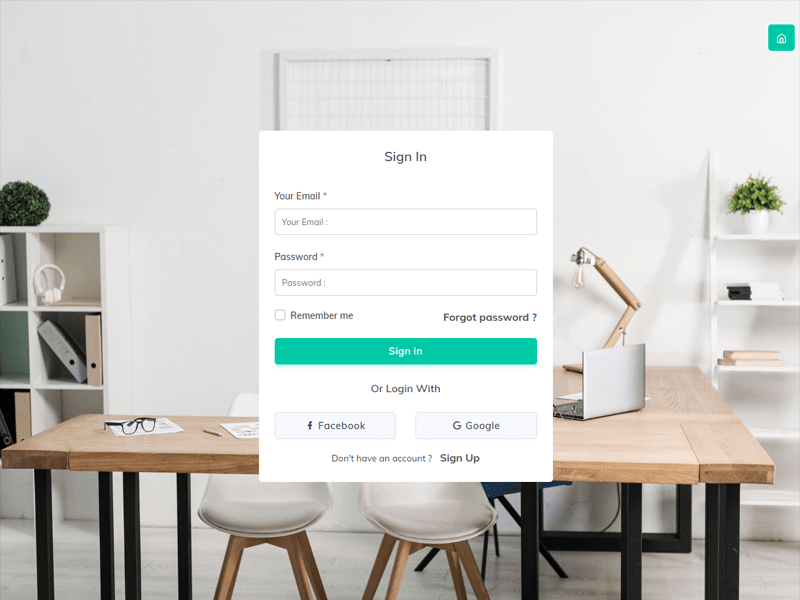 Sign In
Your Email *
Your Email :
Password *
Password :
Remember me
Forgot password ?
Sign in
Or Login With
Facebook
Google
Don't have an account ? Sign Up